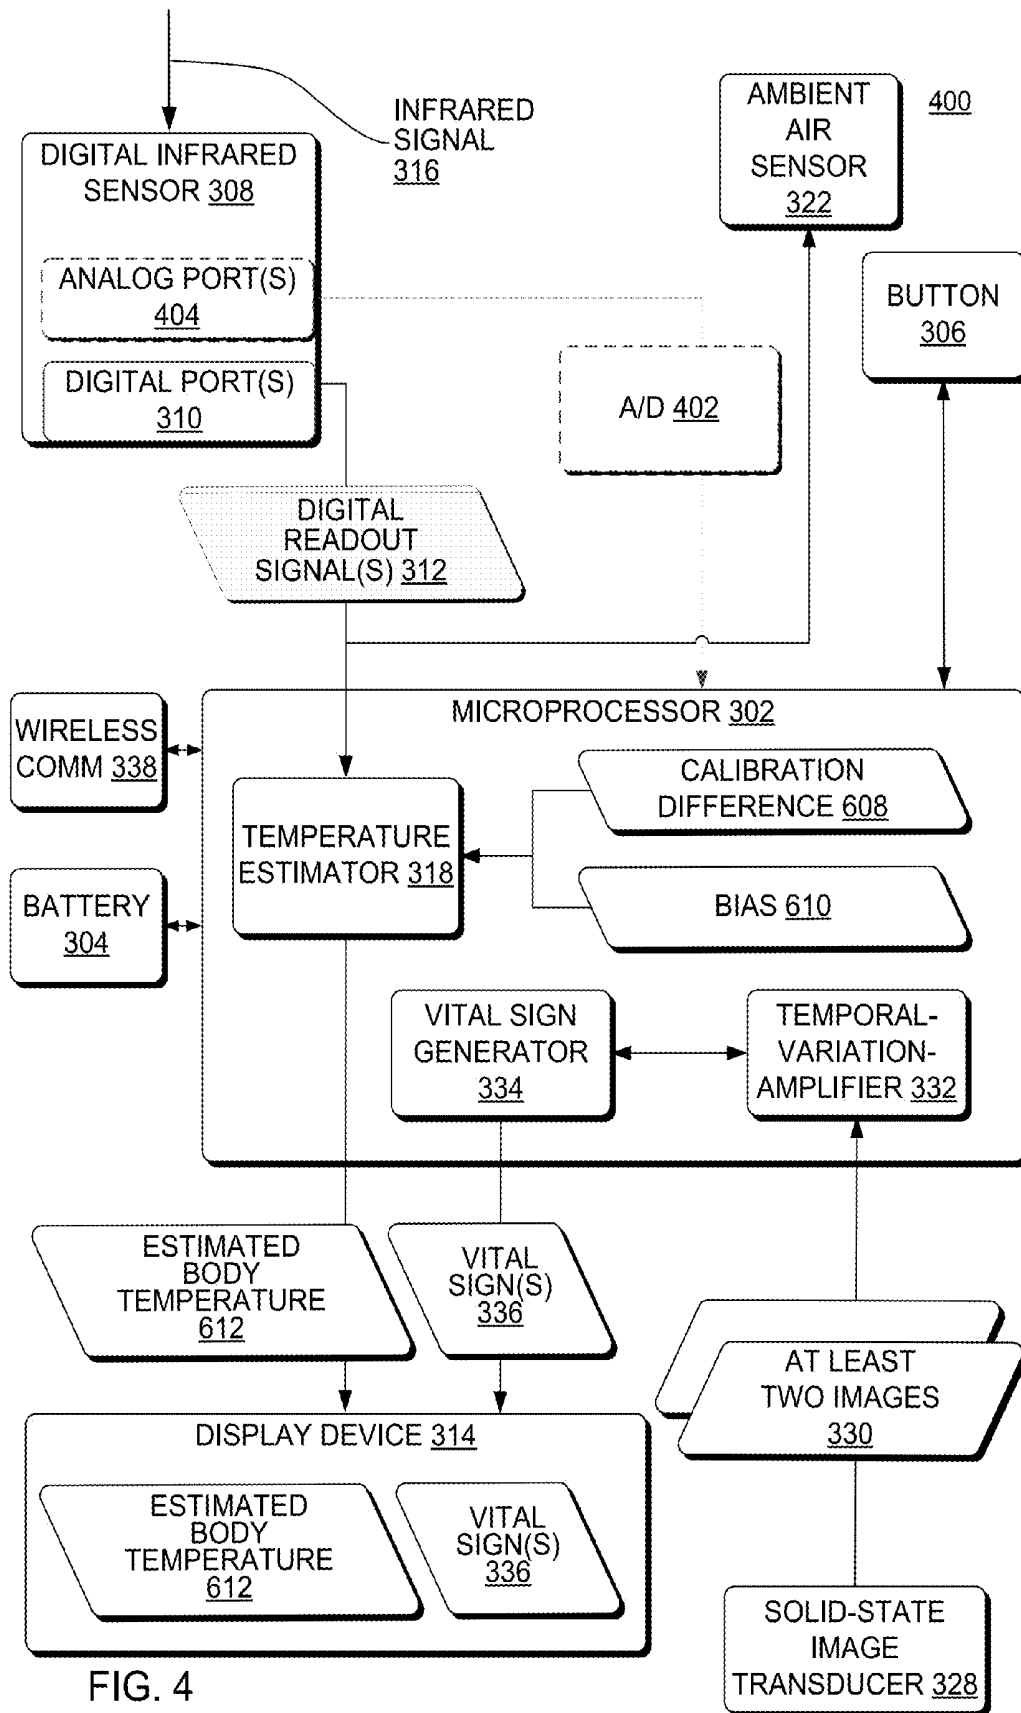 INFRARED
SIGNAL
316
AMBIENT
AIR
SENSOR
322
400
DIGITAL INFRARED
SENSOR 308
ANALOG PORT(S)
404
DIGITAL PORT(S)
310
BUTTON
306
A/D 402
DIGITAL
READOUT
SIGNAL(S) 312
WIRELESS
COMM 338
MICROPROCESSOR 302
CALIBRATION
DIFFERENCE 608
TEMPERATURE
ESTIMATOR 318
BATTERY
304
BIAS 610
VITAL SIGN
GENERATOR
334
TEMPORAL-
VARIATION-
AMPLIFIER 332
ESTIMATED
BODY
TEMPERATURE
612
VITAL
SIGN(S)
336
AT LEAST
TWO IMAGES
330
DISPLAY DEVICE 314
ESTIMATED
BODY
TEMPERATURE
612
VITAL
SIGN(S)
336
SOLID-STATE
IMAGE
TRANSDUCER 328
FIG. 4